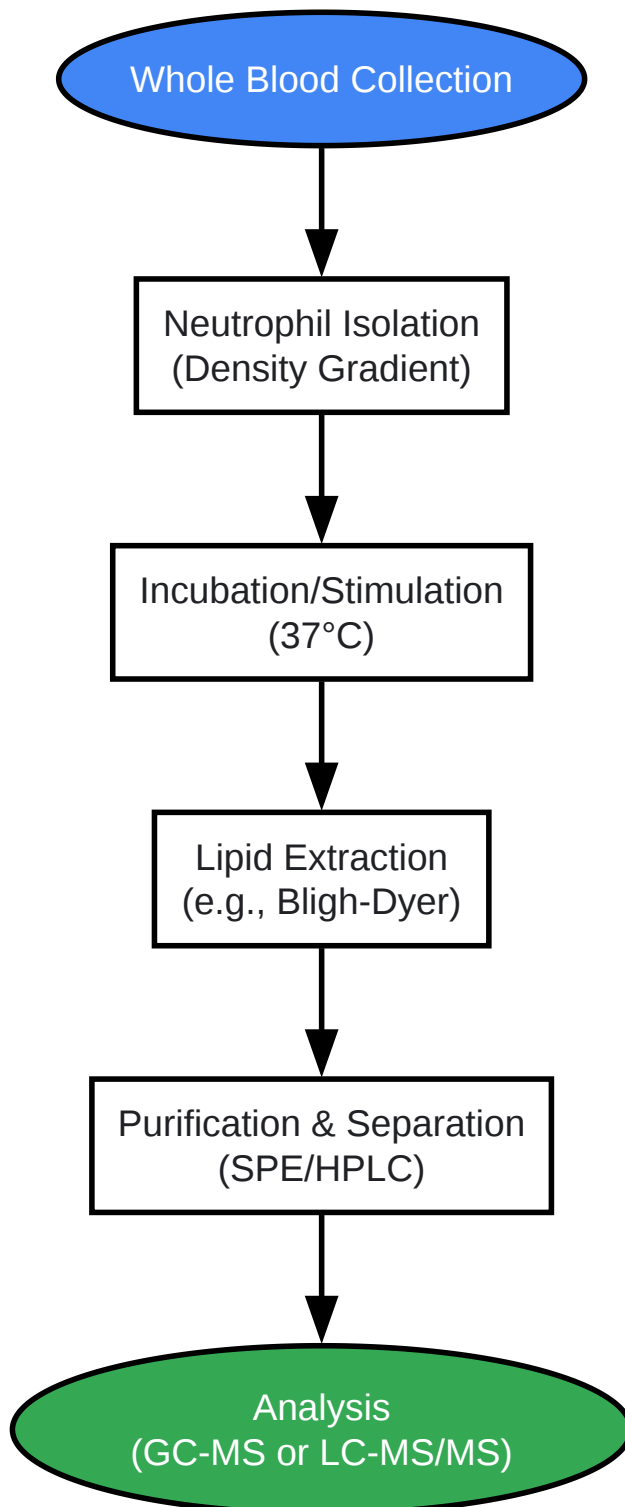 Whole Blood Collection
Neutrophil Isolation
(Density Gradient)
Incubation/Stimulation
(37°C)
Lipid Extraction
(e.g., Bligh-Dyer)
Purification & Separation
(SPE/HPLC)
Analysis
(GC-MS or LC-MS/MS)